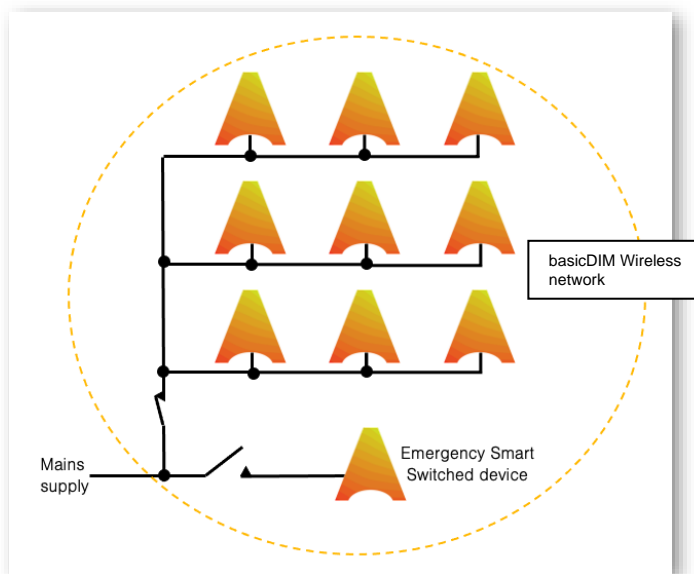 basicDIM Wireless
network
Mains
supply
Emergency Smart
Switched device